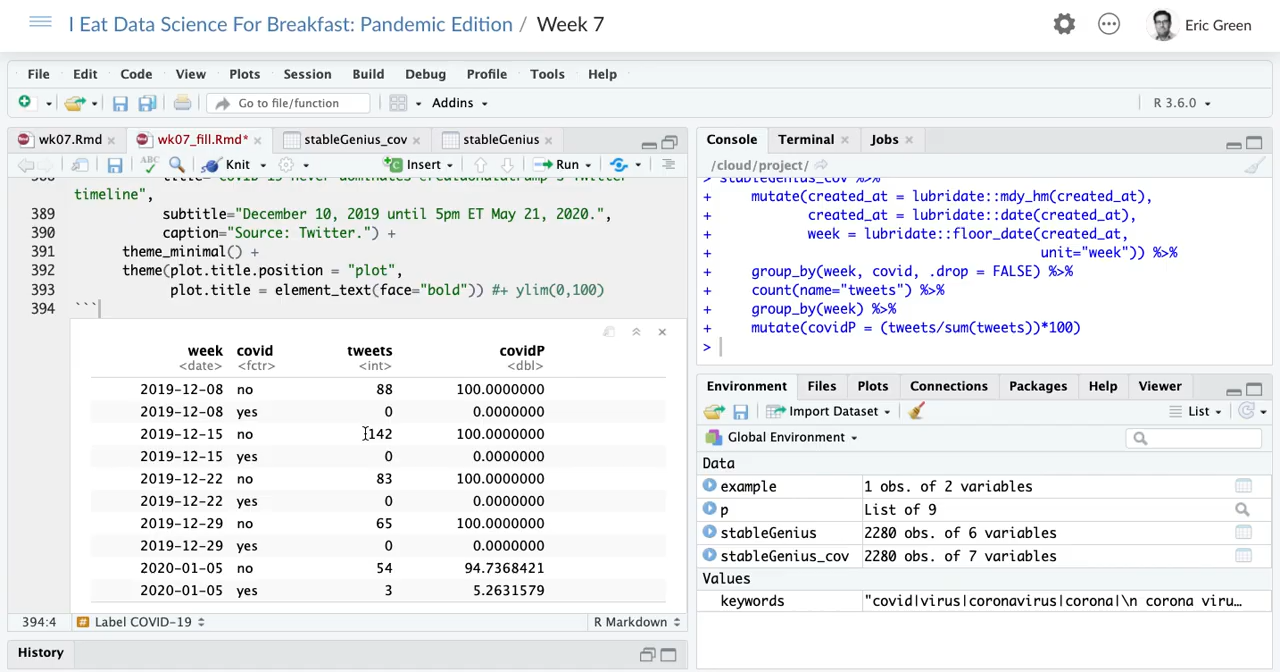 I Eat Data Science For Breakfast: Pandemic Edition / Week 7
Eric Green
File Edit Code View Plots Session Build Debug Profile Tools Help
Go to file/function
Addins
R 3.6.0
wk07.Rmd
wk07_fill.Rmd*
stableGenius_cov
stableGenius
ABC
Knit
Insert
Run
timeline",
389 subtitle="December 10, 2019 until 5pm ET May 21, 2020.",
390 caption="Source: Twitter.") +
391 theme_minimal() +
392 theme(plot.title.position = "plot",
393 plot.title = element_text(face="bold")) #+ ylim(0,100)
394 ```
week covid tweets covidP
<date> <fctr> <int> <dbl>
2019-12-08 no 88 100.0000000
2019-12-08 yes 0 0.0000000
2019-12-15 no 142 100.0000000
2019-12-15 yes 0 0.0000000
2019-12-22 no 83 100.0000000
2019-12-22 yes 0 0.0000000
2019-12-29 no 65 100.0000000
2019-12-29 yes 0 0.0000000
2020-01-05 no 54 94.7368421
2020-01-05 yes 3 5.2631579
394:4 Label COVID-19 R Markdown
History
Console Terminal Jobs
/cloud/project/
> stableGenius_cov %>%
+ mutate(created_at = lubridate::mdy_hm(created_at),
+ created_at = lubridate::date(created_at),
+ week = lubridate::floor_date(created_at,
+ unit="week")) %>%
+ group_by(week, covid, .drop = FALSE) %>%
+ count(name="tweets") %>%
+ group_by(week) %>%
+ mutate(covidP = (tweets/sum(tweets))*100)
>
Environment Files Plots Connections Packages Help Viewer
Import Dataset
List
Global Environment
Data
example 1 obs. of 2 variables
p List of 9
stableGenius 2280 obs. of 6 variables
stableGenius_cov 2280 obs. of 7 variables
Values
keywords "covid|virus|coronavirus|corona|\n corona viru…